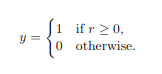 y = { 1 if r ≥ 0,
0 otherwise.